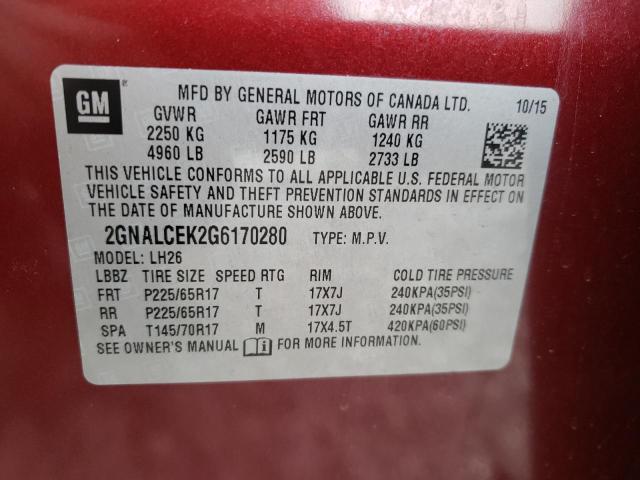 GM
MFD BY GENERAL MOTORS OF CANADA LTD. 10/15
GVWR GAWR FRT GAWR RR
2250 KG 1175 KG 1240 KG
4960 LB 2590 LB 2733 LB
THIS VEHICLE CONFORMS TO ALL APPLICABLE U.S. FEDERAL MOTOR
VEHICLE SAFETY AND THEFT PREVENTION STANDARDS IN EFFECT ON
THE DATE OF MANUFACTURE SHOWN ABOVE.
2GNALCEK2G6170280 TYPE: M.P.V.
MODEL: LH26
LBBZ TIRE SIZE SPEED RTG RIM COLD TIRE PRESSURE
FRT P225/65R17 T 17X7J 240KPA(35PSI)
RR P225/65R17 T 17X7J 240KPA(35PSI)
SPA T145/70R17 M 17X4.5T 420KPA(60PSI)
SEE OWNER'S MANUAL FOR MORE INFORMATION.